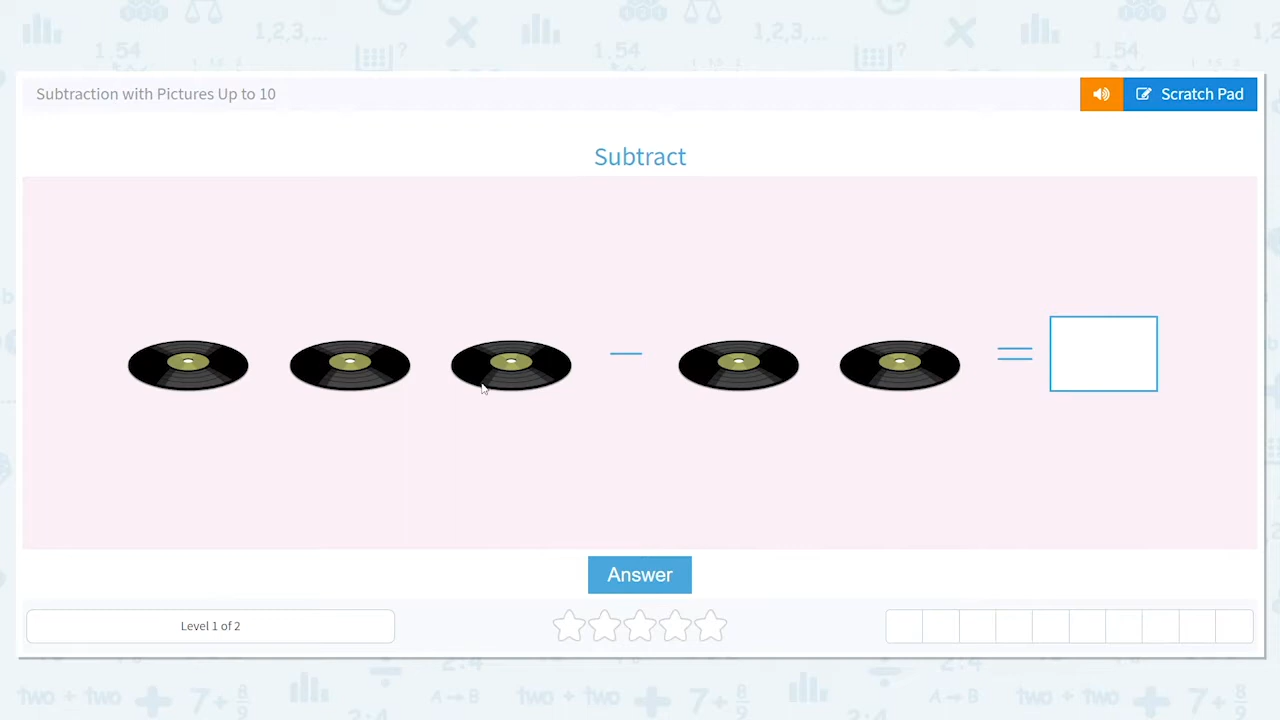 Subtraction with Pictures Up to 10
Scratch Pad
Subtract
— =
Answer
Level 1 of 2